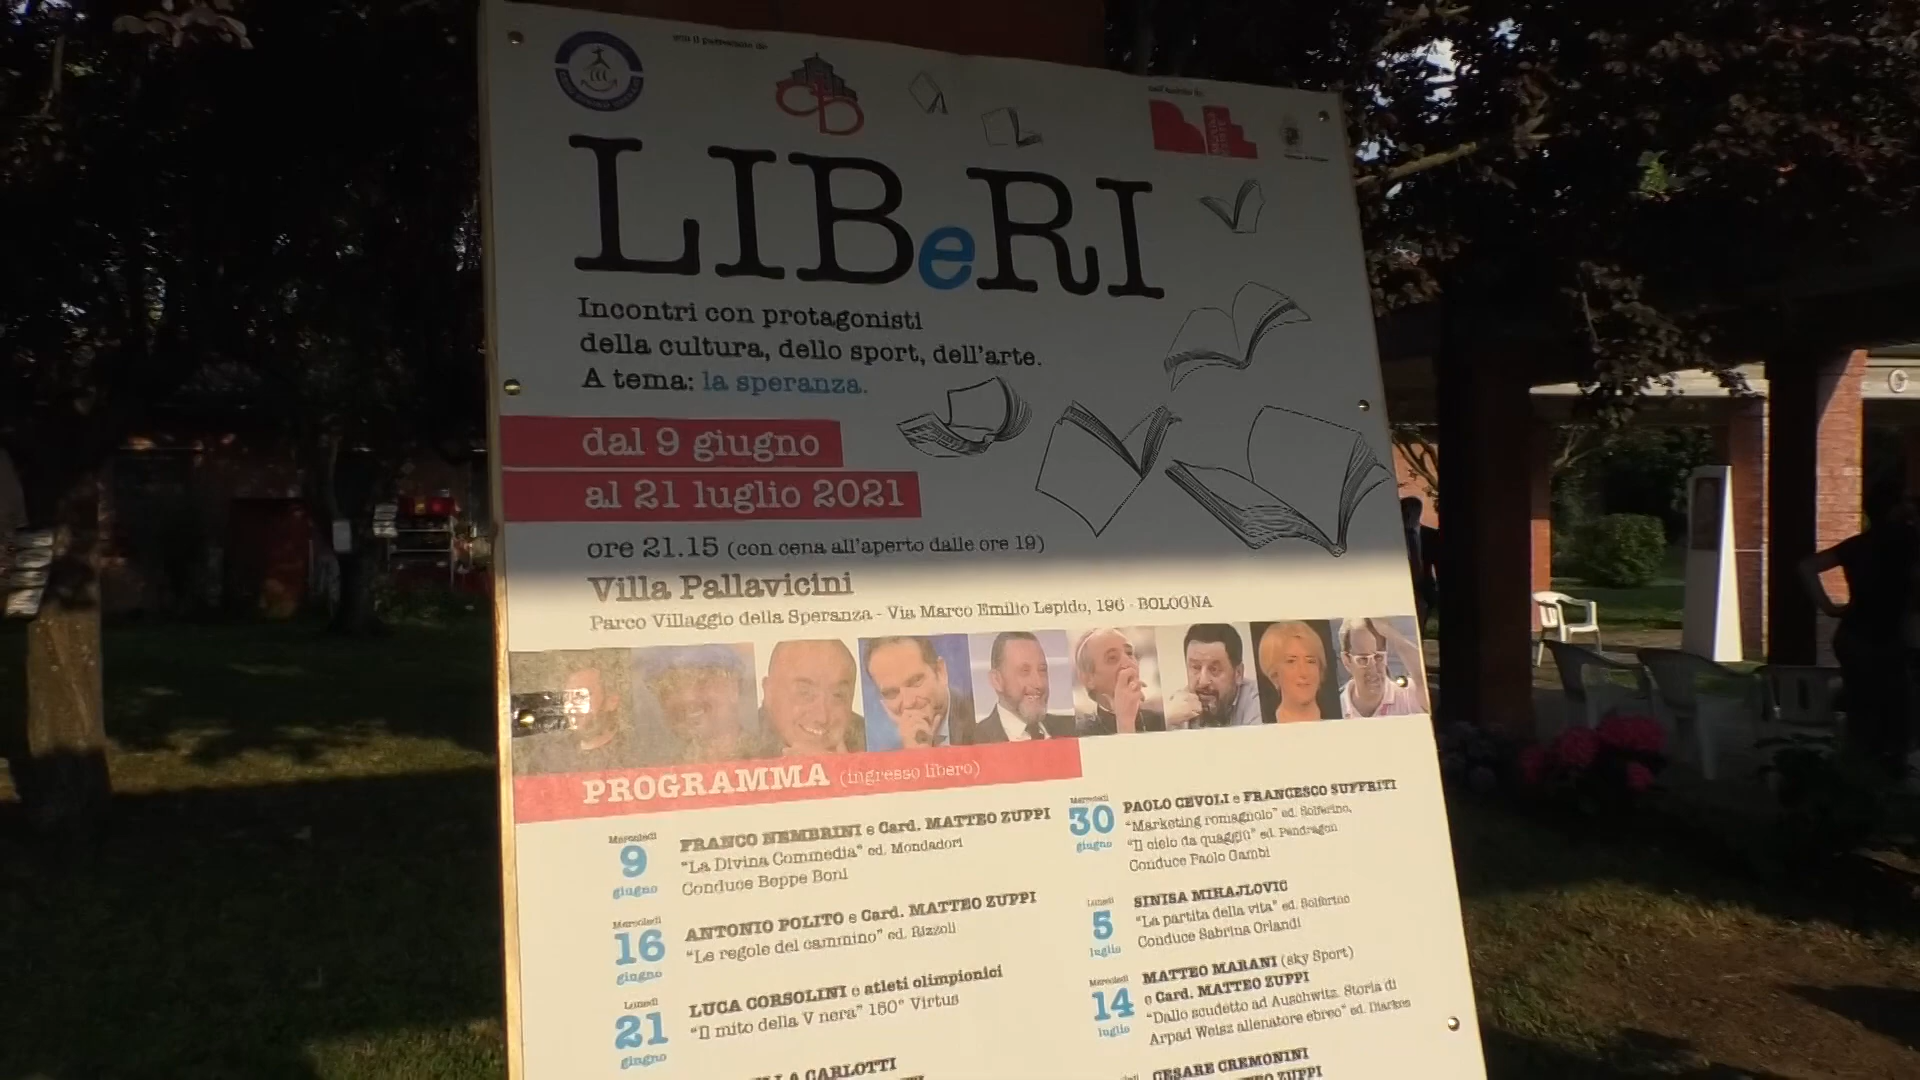 con il patrocinio de
LIBeRI
Incontri con protagonisti
della cultura, dello sport, dell'arte.
A tema: la speranza.
dal 9 giugno
al 21 luglio 2021
ore 21.15 (con cena all'aperto dalle ore 19)
Villa Pallavicini
Parco Villaggio della Speranza - Via Marco Emilio Lepido, 196 - BOLOGNA
PROGRAMMA (ingresso libero)
Mercoledì
9
giugno
FRANCO NEMBRINI e Card. MATTEO ZUPPI
"La Divina Commedia" ed. Mondadori
Conduce Beppe Boni
Mercoledì
16
giugno
ANTONIO POLITO e Card. MATTEO ZUPPI
"Le regole del cammino" ed. Rizzoli
Lunedì
21
giugno
LUCA CORSOLINI e atleti olimpionici
"Il mito della V nera" 150° Virtus
CARLOTTI
Mercoledì
30
giugno
PAOLO CEVOLI e FRANCESCO SUFFRITI
"Marketing romagnolo" ed. Solferino,
"Il cielo da quaggiù" ed. Pendragon
Conduce Paolo Gambi
Lunedì
5
luglio
SINISA MIHAJLOVIC
"La partita della vita" ed. Solferino
Conduce Sabrina Orlandi
Mercoledì
14
luglio
MATTEO MARANI (sky Sport)
e Card. MATTEO ZUPPI
"Dallo scudetto ad Auschwitz. Storia di
Arpad Weisz allenatore ebreo" ed. Diarkos
CESARE CREMONINI
ZUPPI